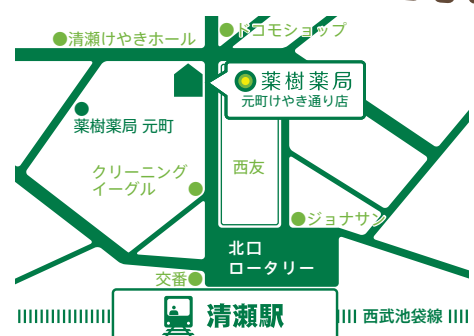 ドコモショップ
清瀬けやきホール
薬樹薬局
元町けやき通り店
薬樹薬局 元町
クリーニング
イーグル
西友
ジョナサン
北口
ロータリー
交番
清瀬駅
西武池袋線